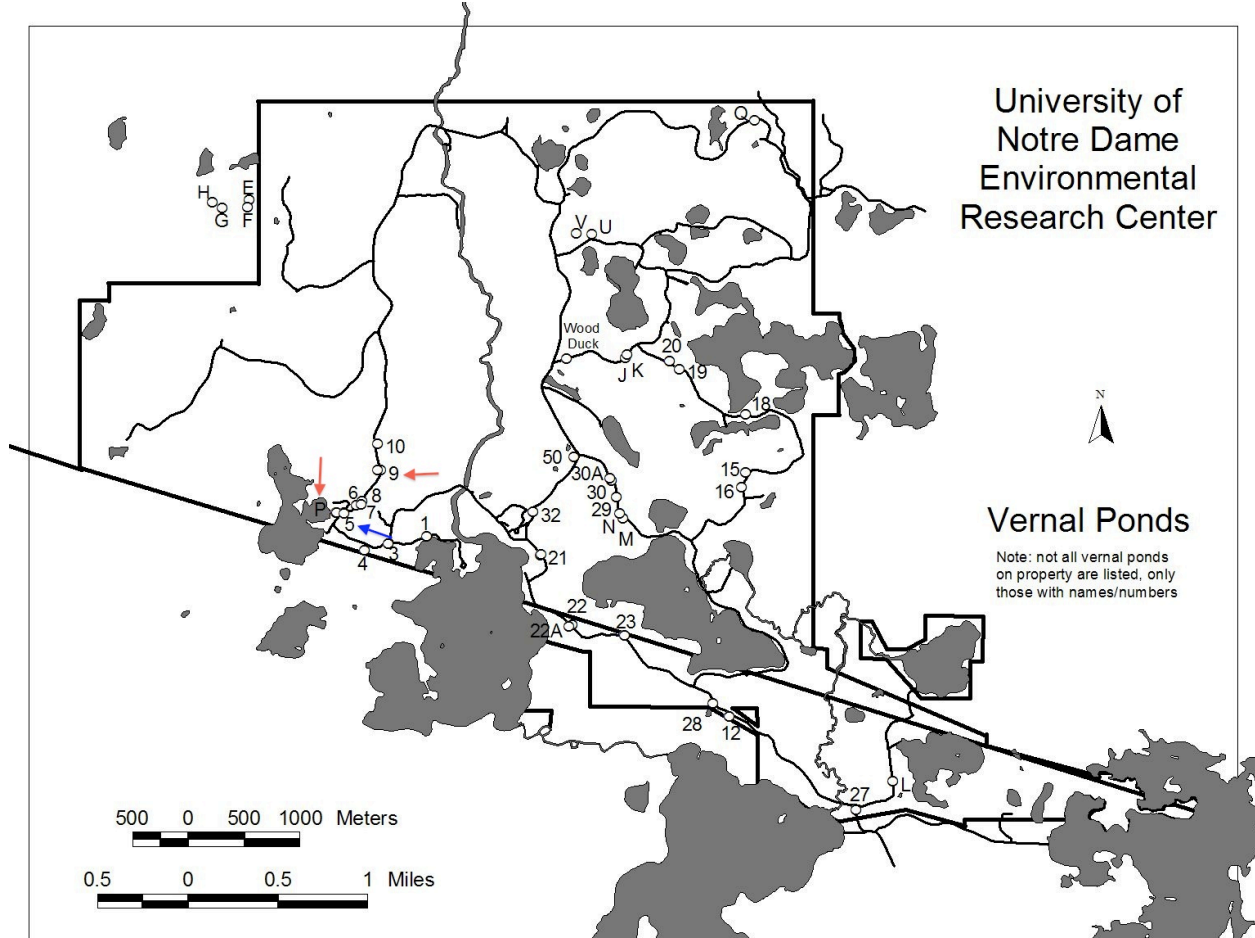 University of
Notre Dame
Environmental
Research Center
Q
H
E
G
F
V U
Wood
Duck
J K
20
19
18
10
9
50
30A
15
16
30
29
N
M
P
6
8
7
5
32
1
3
4
21
22
22A
23
28
12
27
L
N
Vernal Ponds
Note: not all vernal ponds
on property are listed, only
those with names/numbers
500 0 500 1000 Meters
0.5 0 0.5 1 Miles